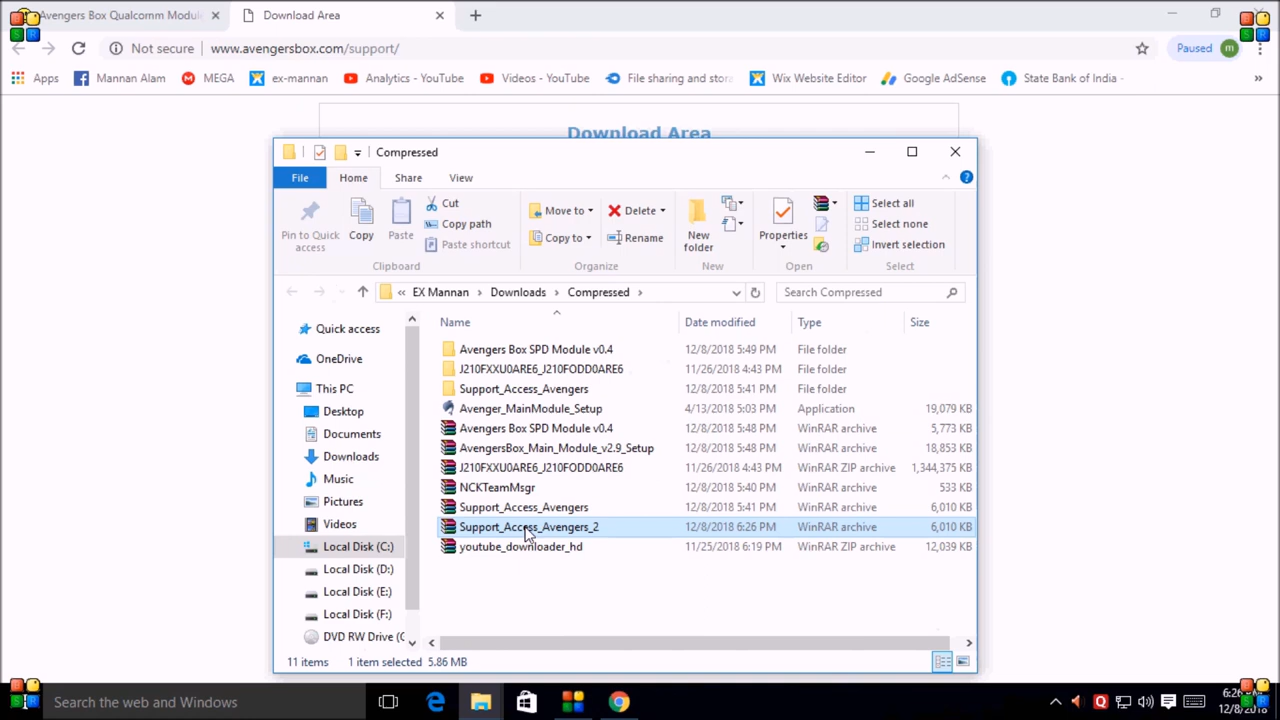 Avengers Box Qualcomm Module
Download Area
Not secure
www.avengersbox.com/support/
Paused
m
Apps
Mannan Alam
MEGA
ex-mannan
Analytics - YouTube
Videos - YouTube
File sharing and stora
Wix Website Editor
Google AdSense
State Bank of India -
»
Download Area
Compressed
File
Home
Share
View
Pin to Quick access
Copy
Paste
Cut
Copy path
Paste shortcut
Clipboard
Move to
Copy to
Delete
Rename
Organize
New folder
New
Properties
Open
Select all
Select none
Invert selection
Select
« EX Mannan > Downloads > Compressed >
Search Compressed
Quick access
OneDrive
This PC
Desktop
Documents
Downloads
Music
Pictures
Videos
Local Disk (C:)
Local Disk (D:)
Local Disk (E:)
Local Disk (F:)
DVD RW Drive (
Name Date modified Type Size
Avengers Box SPD Module v0.4 12/8/2018 5:49 PM File folder
J210FXXU0ARE6_J210FODD0ARE6 11/26/2018 4:43 PM File folder
Support_Access_Avengers 12/8/2018 5:41 PM File folder
Avenger_MainModule_Setup 4/13/2018 5:03 PM Application 19,079 KB
Avengers Box SPD Module v0.4 12/8/2018 5:48 PM WinRAR archive 5,773 KB
AvengersBox_Main_Module_v2.9_Setup 12/8/2018 5:48 PM WinRAR archive 18,853 KB
J210FXXU0ARE6_J210FODD0ARE6 11/26/2018 4:43 PM WinRAR ZIP archive 1,344,375 KB
NCKTeamMsgr 12/8/2018 5:40 PM WinRAR archive 533 KB
Support_Access_Avengers 12/8/2018 5:41 PM WinRAR archive 6,010 KB
Support_Access_Avengers_2 12/8/2018 6:26 PM WinRAR archive 6,010 KB
youtube_downloader_hd 11/25/2018 6:19 PM WinRAR ZIP archive 12,039 KB
11 items 1 item selected 5.86 MB
Search the web and Windows
12/8/2018